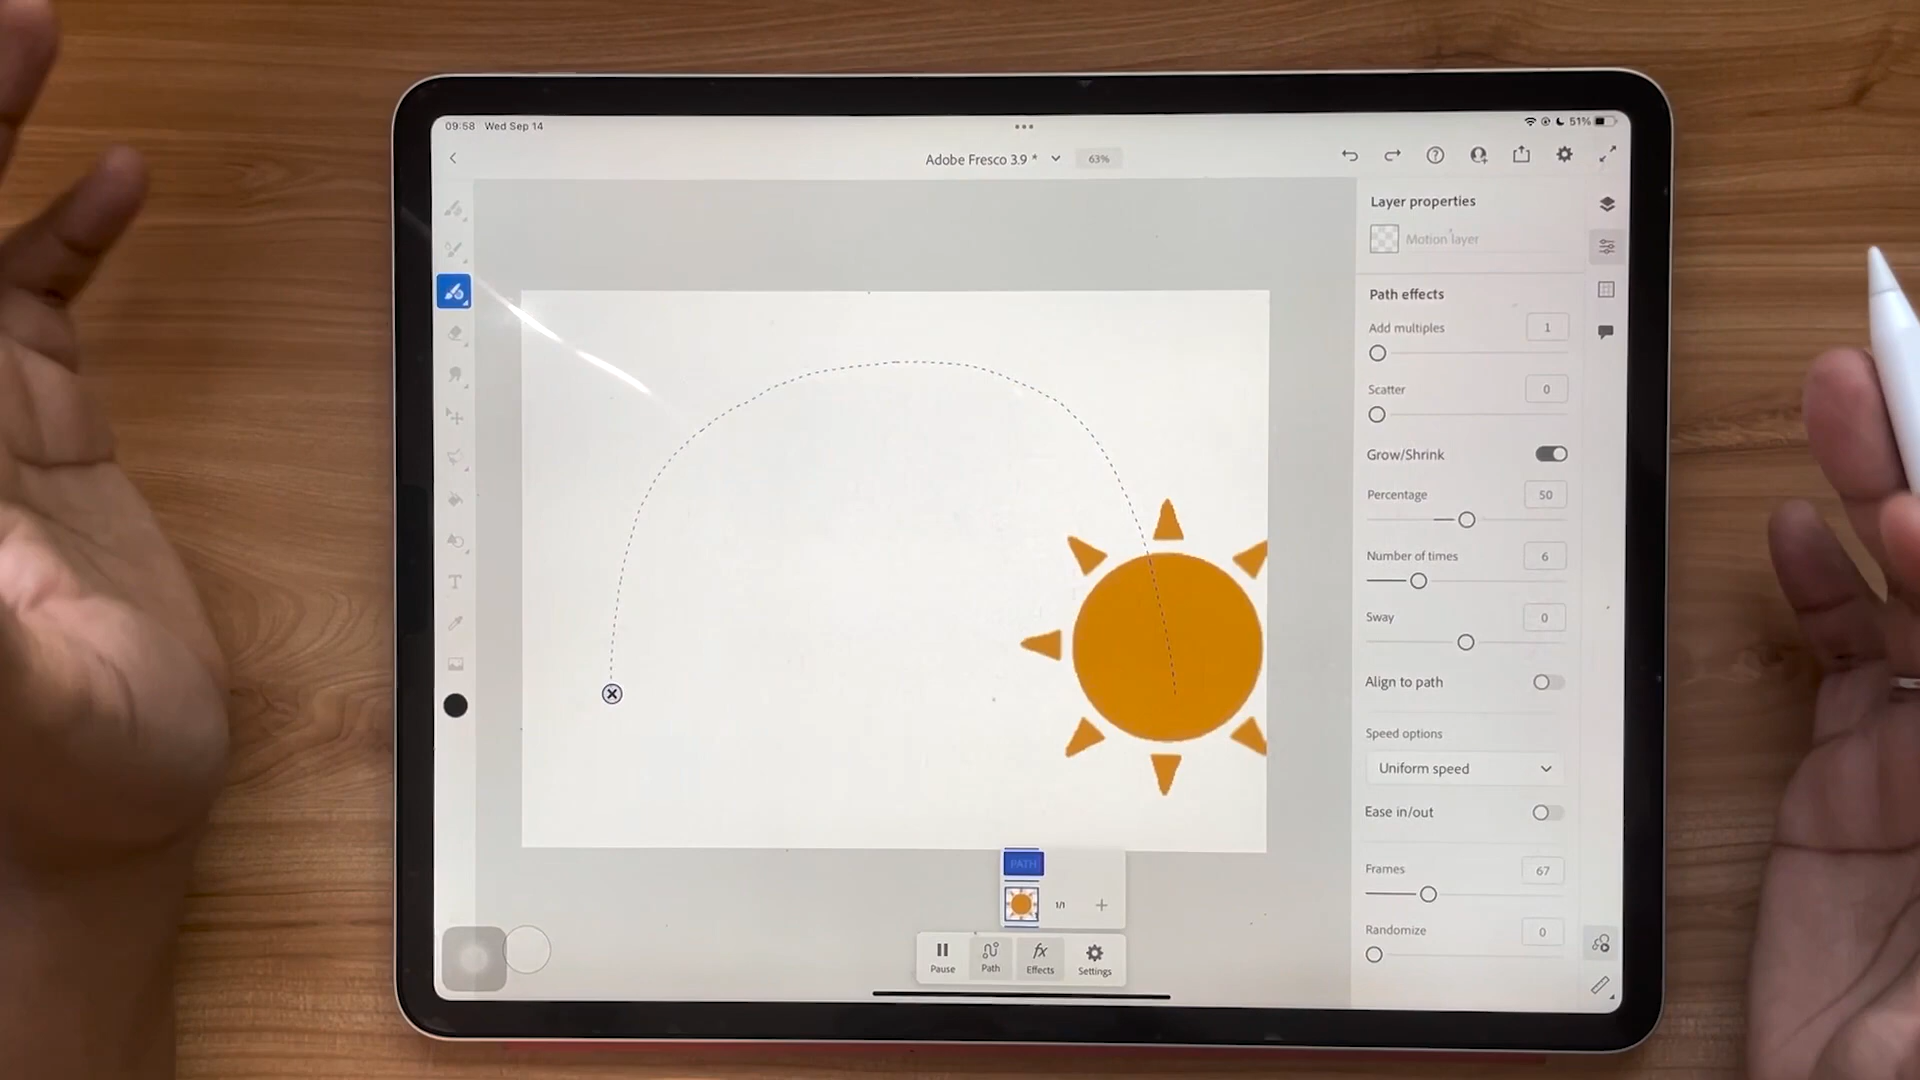 09:58 Wed Sep 14
51%
Adobe Fresco 3.9 *
63%
Layer properties
Motion layer
Path effects
Add multiples 1
Scatter 0
Grow/Shrink
Percentage 50
Number of times 6
Sway 0
Align to path
Speed options
Uniform speed
Ease in/out
Frames 67
Randomize 0
T
PATH
1/1
fx
Pause Path Effects Settings